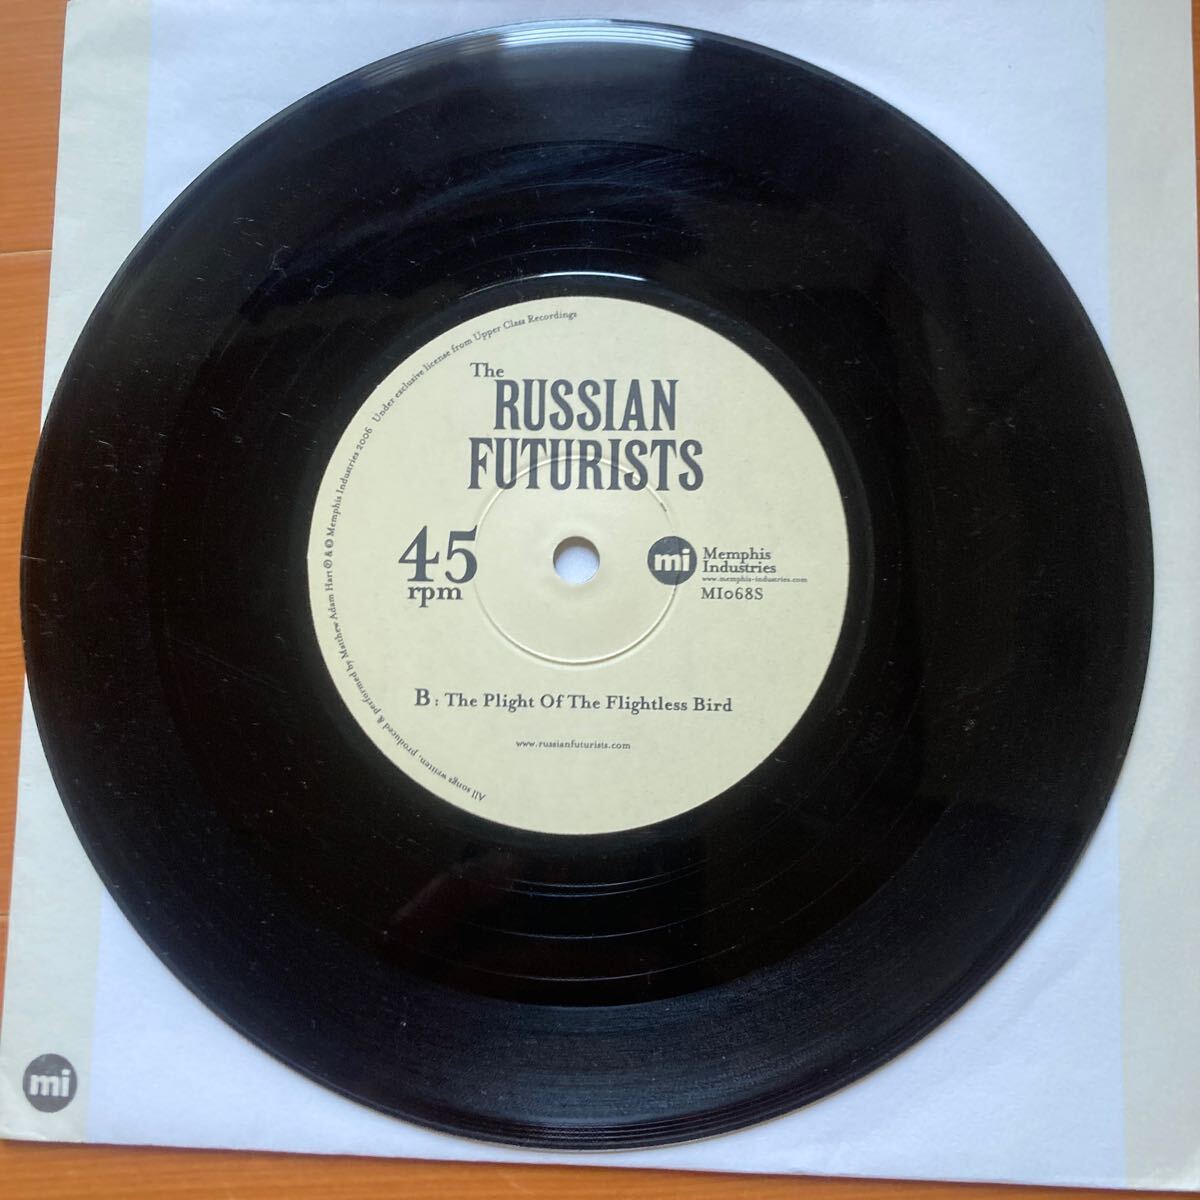 The
RUSSIAN
FUTURISTS
45
rpm
mi
Memphis
Industries
www.memphis-industries.com
MI068S
B: The Plight Of The Flightless Bird
www.russianfuturists.com
All songs written, produced & performed by Matthew Adam Hart ℗ & © Memphis Industries 2006 Under exclusive license from Upper Class Recordings
mi